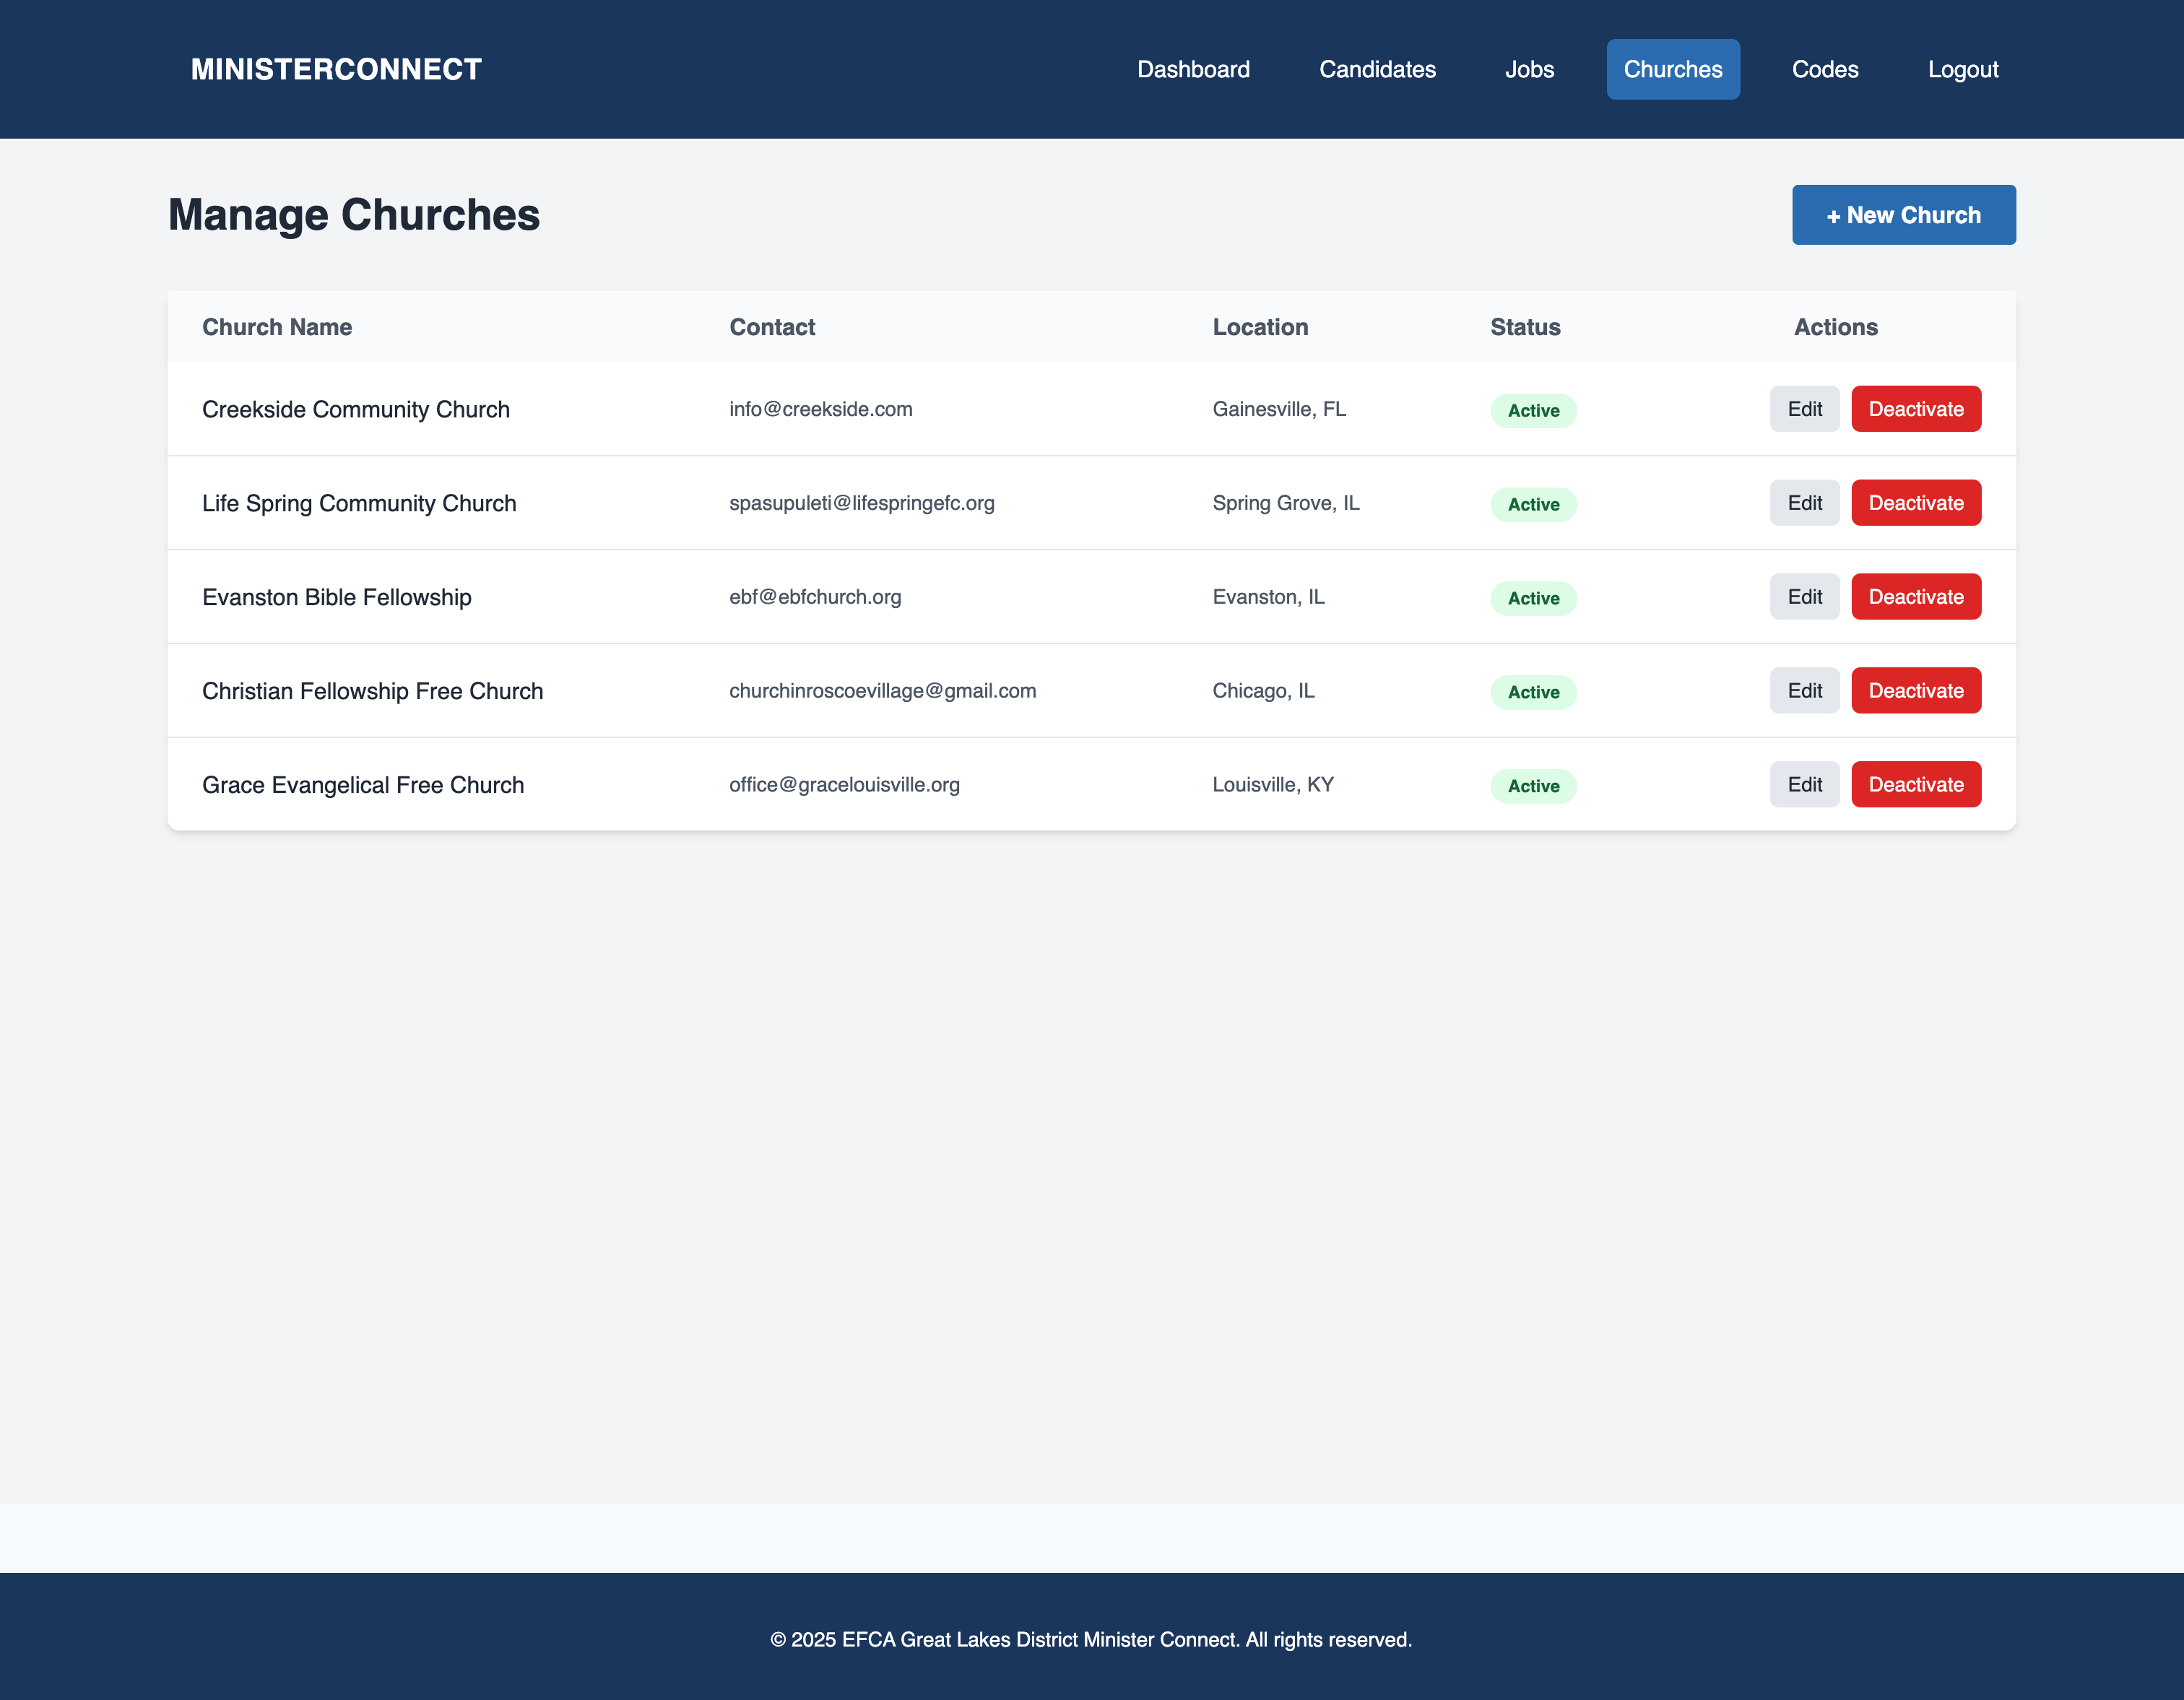 MINISTERCONNECT Dashboard Candidates Jobs Churches Codes Logout
Manage Churches + New Church
Church Name Contact Location Status Actions
Creekside Community Church info@creekside.com Gainesville, FL Active Edit Deactivate
Life Spring Community Church spasupuleti@lifespringefc.org Spring Grove, IL Active Edit Deactivate
Evanston Bible Fellowship ebf@ebfchurch.org Evanston, IL Active Edit Deactivate
Christian Fellowship Free Church churchinroscoevillage@gmail.com Chicago, IL Active Edit Deactivate
Grace Evangelical Free Church office@gracelouisville.org Louisville, KY Active Edit Deactivate
© 2025 EFCA Great Lakes District Minister Connect. All rights reserved.